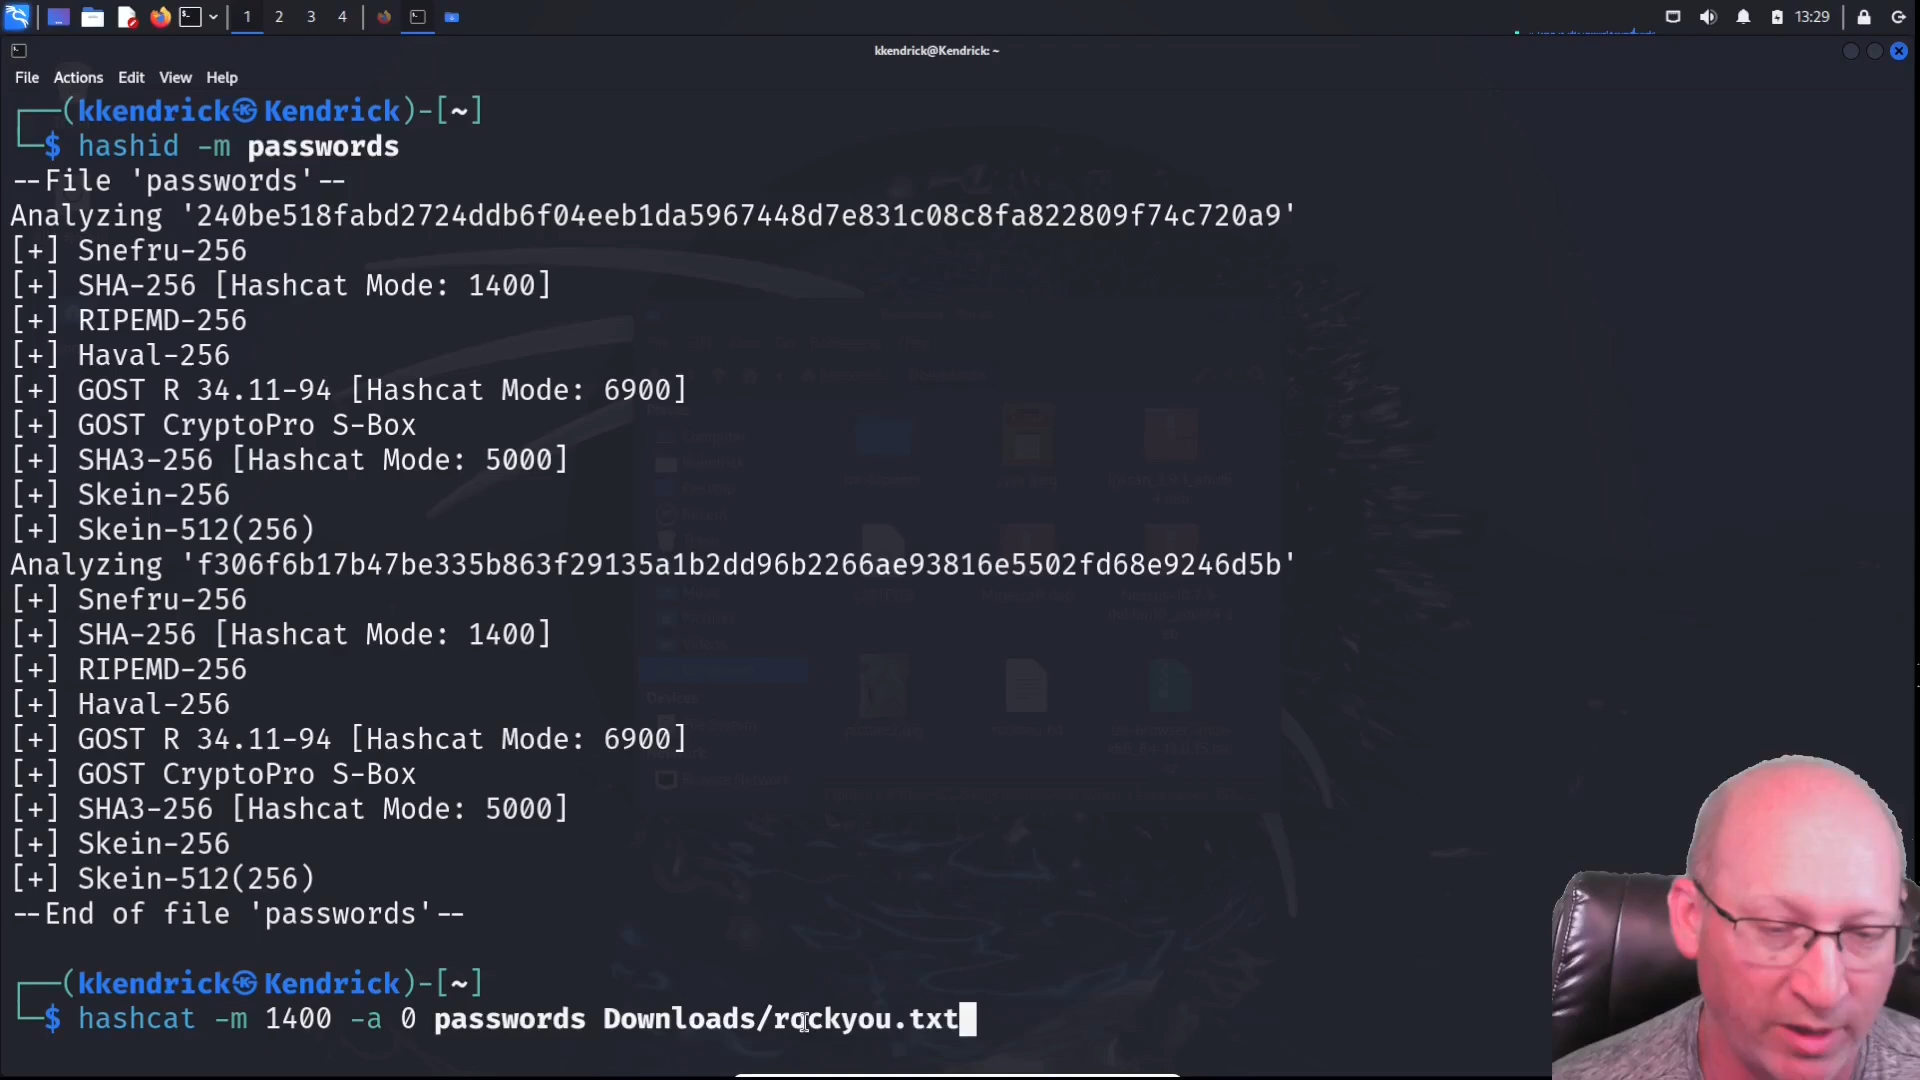 1 2 3 4 13:29
kkendrick@Kendrick: ~
File Actions Edit View Help
(kkendrick㉿Kendrick)-[~]
$ hashid -m passwords
--File 'passwords'--
Analyzing '240be518fabd2724ddb6f04eeb1da5967448d7e831c08c8fa822809f74c720a9'
[+] Snefru-256
[+] SHA-256 [Hashcat Mode: 1400]
[+] RIPEMD-256
[+] Haval-256
[+] GOST R 34.11-94 [Hashcat Mode: 6900]
[+] GOST CryptoPro S-Box
[+] SHA3-256 [Hashcat Mode: 5000]
[+] Skein-256
[+] Skein-512(256)
Analyzing 'f306f6b17b47be335b863f29135a1b2dd96b2266ae93816e5502fd68e9246d5b'
[+] Snefru-256
[+] SHA-256 [Hashcat Mode: 1400]
[+] RIPEMD-256
[+] Haval-256
[+] GOST R 34.11-94 [Hashcat Mode: 6900]
[+] GOST CryptoPro S-Box
[+] SHA3-256 [Hashcat Mode: 5000]
[+] Skein-256
[+] Skein-512(256)
--End of file 'passwords'--
(kkendrick㉿Kendrick)-[~]
$ hashcat -m 1400 -a 0 passwords Downloads/rockyou.txt